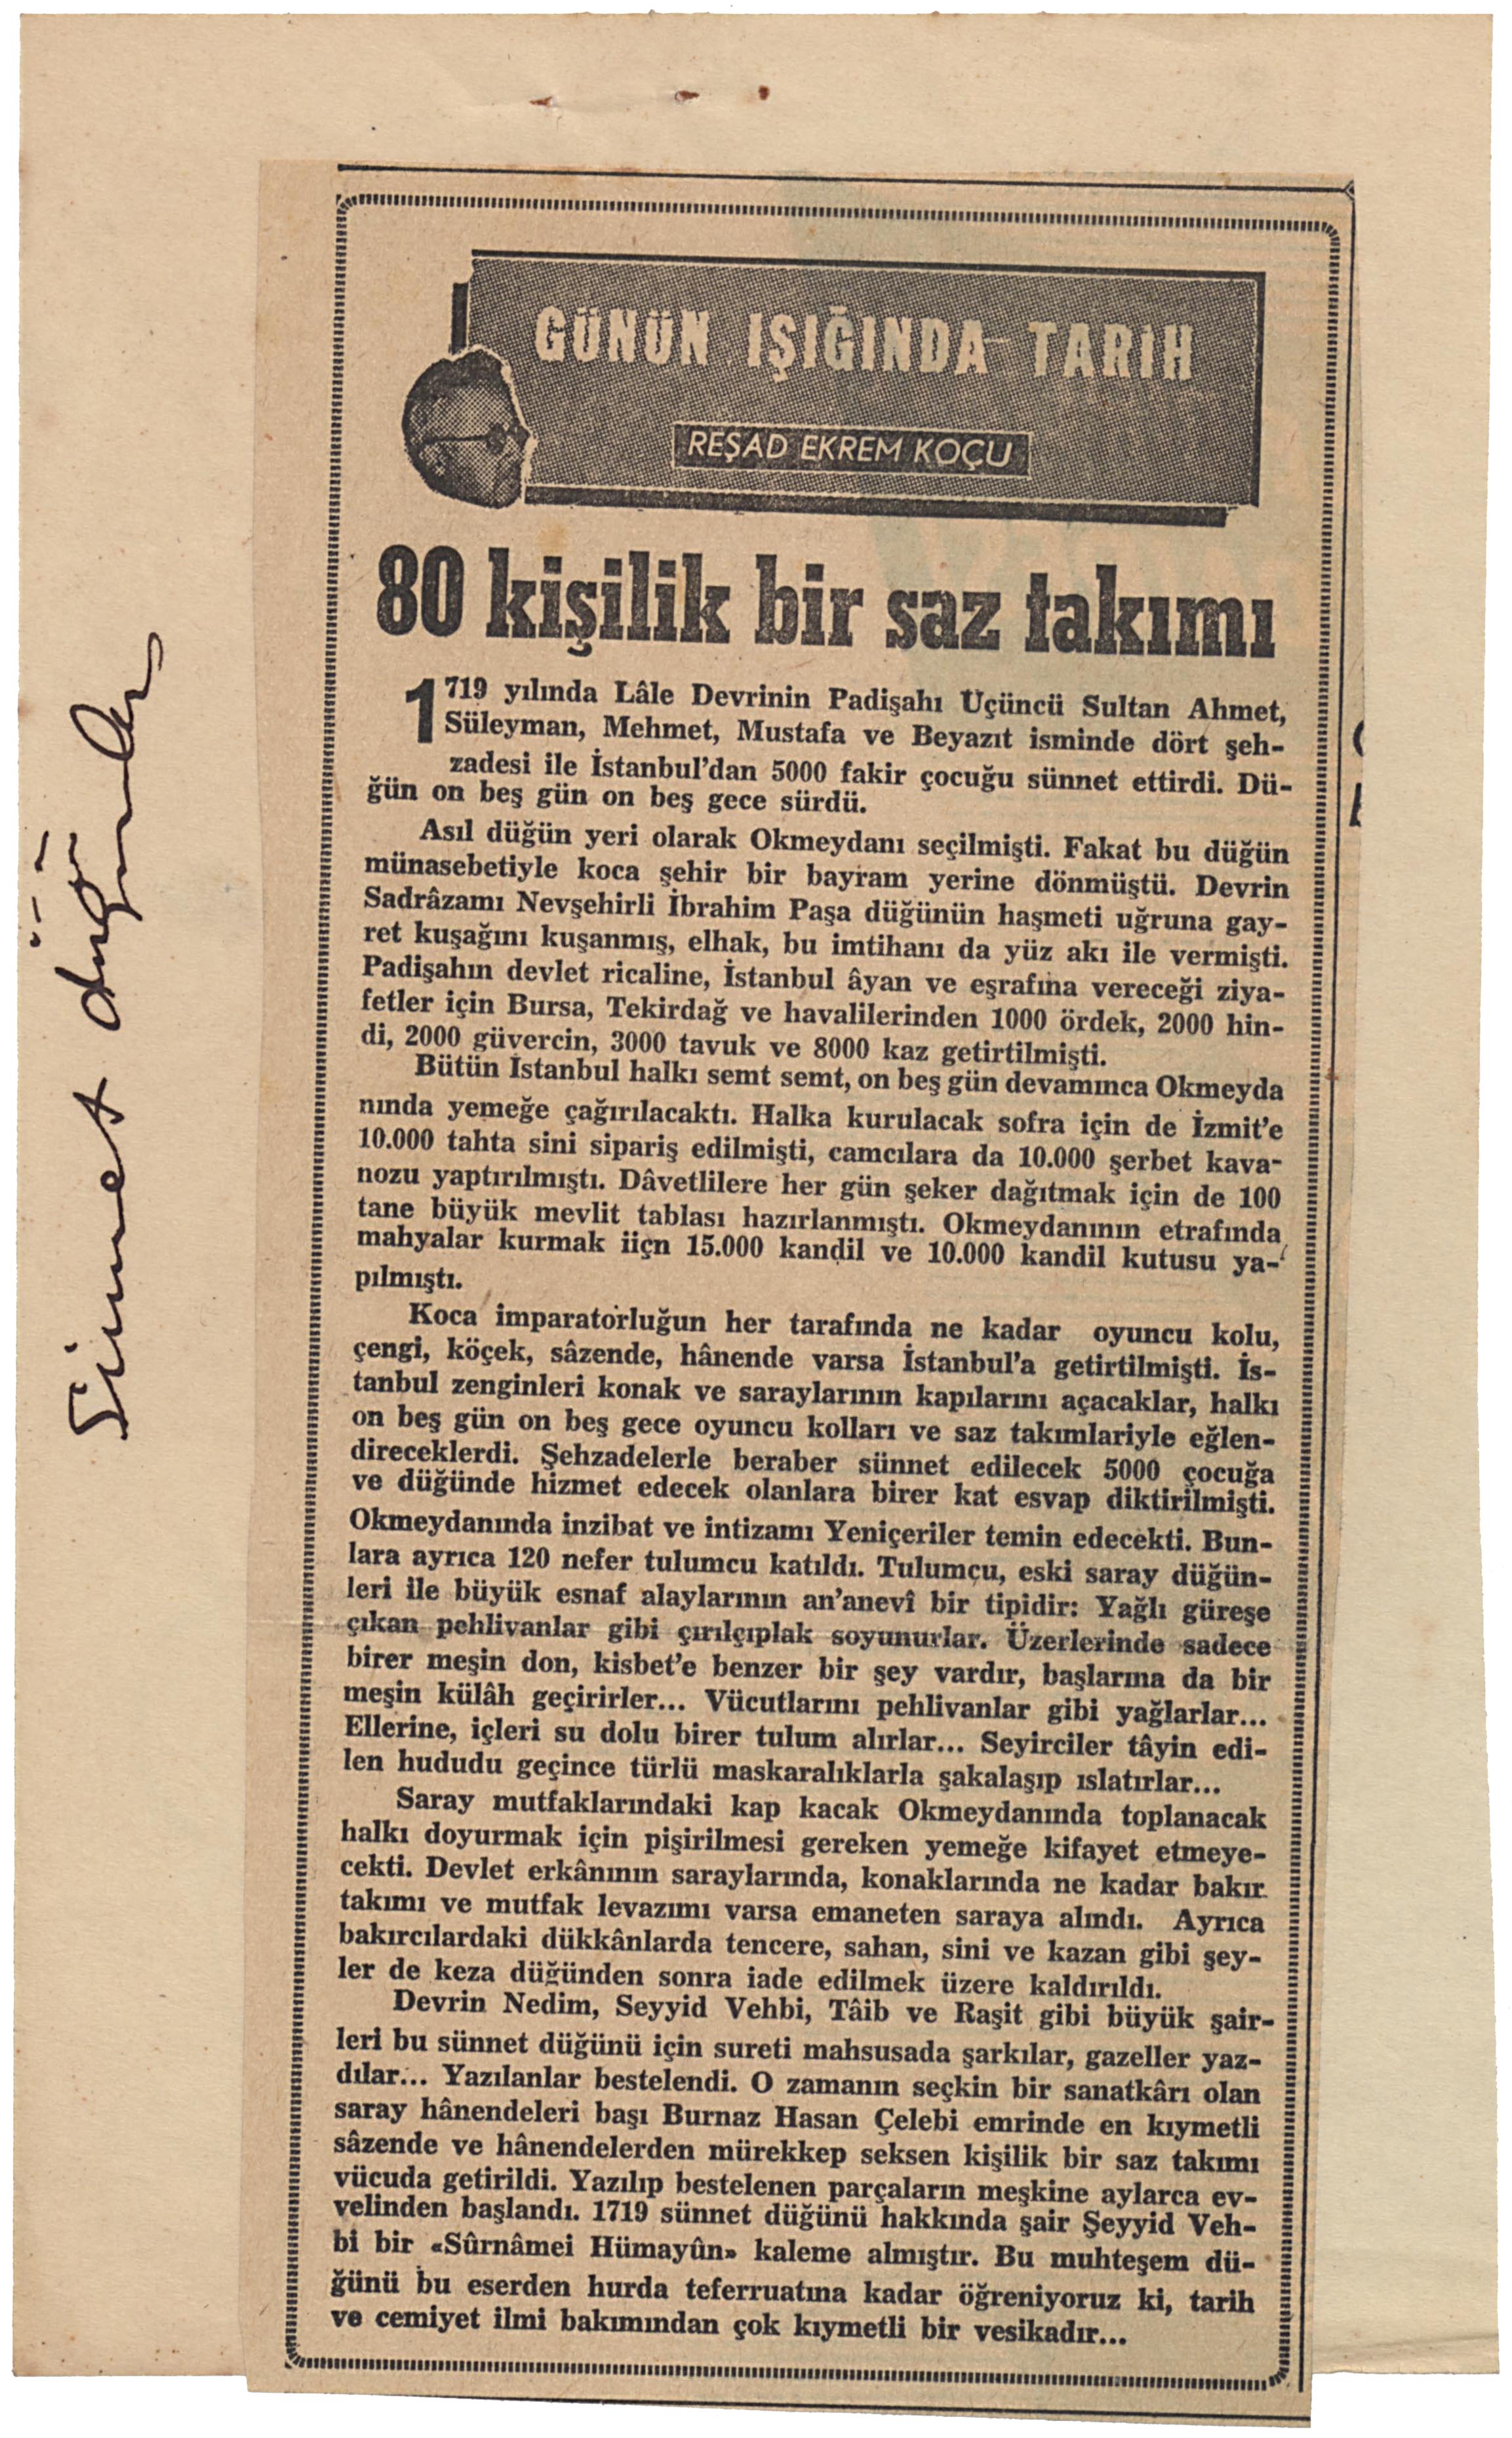 GÜNÜN IŞIĞINDA TARİH
REŞAD EKREM KOÇU
80 kişilik bir saz takımı
1719 yılında Lâle Devrinin Padişahı Üçüncü Sultan Ahmet,
Süleyman, Mehmet, Mustafa ve Beyazıt isminde dört şeh-
zadesi ile İstanbul'dan 5000 fakir çocuğu sünnet ettirdi. Dü-
ğün on beş gün on beş gece sürdü.
Asıl düğün yeri olarak Okmeydanı seçilmişti. Fakat bu düğün
münasebetiyle koca şehir bir bayram yerine dönmüştü. Devrin
Sadrâzamı Nevşehirli İbrahim Paşa düğünün haşmeti uğruna gay-
ret kuşağını kuşanmış, elhak, bu imtihanı da yüz akı ile vermişti.
Padişahın devlet ricaline, İstanbul âyan ve eşrafına vereceği ziya-
fetler için Bursa, Tekirdağ ve havalilerinden 1000 ördek, 2000 hin-
di, 2000 güvercin, 3000 tavuk ve 8000 kaz getirtilmişti.
Bütün İstanbul halkı semt semt, on beş gün devamınca Okmeyda
nında yemeğe çağırılacaktı. Halka kurulacak sofra için de İzmit'e
10.000 tahta sini sipariş edilmişti, camcılara da 10.000 şerbet kava-
nozu yaptırılmıştı. Dâvetlilere her gün şeker dağıtmak için de 100
tane büyük mevlit tablası hazırlanmıştı. Okmeydanının etrafında
mahyalar kurmak iiçn 15.000 kandil ve 10.000 kandil kutusu ya-
pılmıştı.
Koca imparatorluğun her tarafında ne kadar oyuncu kolu,
çengi, köçek, sâzende, hânende varsa İstanbul'a getirtilmişti. İs-
tanbul zenginleri konak ve saraylarının kapılarını açacaklar, halkı
on beş gün on beş gece oyuncu kolları ve saz takımlariyle eğlen-
direceklerdi. Şehzadelerle beraber sünnet edilecek 5000 çocuğa
ve düğünde hizmet edecek olanlara birer kat esvap diktirilmişti.
Okmeydanında inzibat ve intizamı Yeniçeriler temin edecekti. Bun-
lara ayrıca 120 nefer tulumcu katıldı. Tulumçu, eski saray düğün-
leri ile büyük esnaf alaylarının an'anevî bir tipidir: Yağlı güreşe
çıkan pehlivanlar gibi çırılçıplak soyunurlar. Üzerlerinde sadece
birer meşin don, kisbet'e benzer bir şey vardır, başlarına da bir
meşin külâh geçirirler... Vücutlarını pehlivanlar gibi yağlarlar...
Ellerine, içleri su dolu birer tulum alırlar... Seyirciler tâyin edi-
len hududu geçince türlü maskaralıklarla şakalaşıp ıslatırlar...
Saray mutfaklarındaki kap kacak Okmeydanında toplanacak
halkı doyurmak için pişirilmesi gereken yemeğe kifayet etmeye-
cekti. Devlet erkânının saraylarında, konaklarında ne kadar bakır
takımı ve mutfak levazımı varsa emaneten saraya alındı. Ayrıca
bakırcılardaki dükkânlarda tencere, sahan, sini ve kazan gibi şey-
ler de keza düğünden sonra iade edilmek üzere kaldırıldı.
Devrin Nedim, Seyyid Vehbi, Tâib ve Raşit gibi büyük şair-
leri bu sünnet düğünü için sureti mahsusada şarkılar, gazeller yaz-
dılar... Yazılanlar bestelendi. O zamanın seçkin bir sanatkârı olan
saray hânendeleri başı Burnaz Hasan Çelebi emrinde en kıymetli
sâzende ve hânendelerden mürekkep seksen kişilik bir saz takımı
vücuda getirildi. Yazılıp bestelenen parçaların meşkine aylarca ev-
velinden başlandı. 1719 sünnet düğünü hakkında şair Şeyyid Veh-
bi bir «Sûrnâmei Hümayûn» kaleme almıştır. Bu muhteşem dü-
ğünü bu eserden hurda teferruatına kadar öğreniyoruz ki, tarih
ve cemiyet ilmi bakımından çok kıymetli bir vesikadır...
Sünnet düğünleri